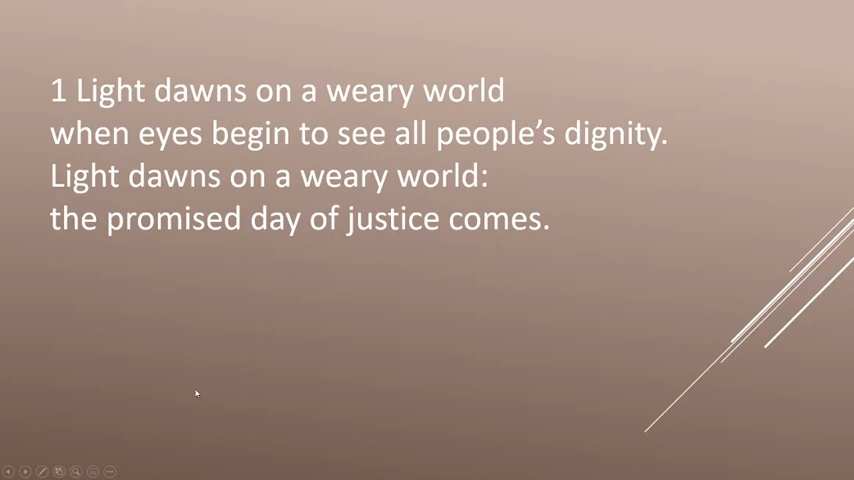 1 Light dawns on a weary world
when eyes begin to see all people’s dignity.
Light dawns on a weary world:
the promised day of justice comes.